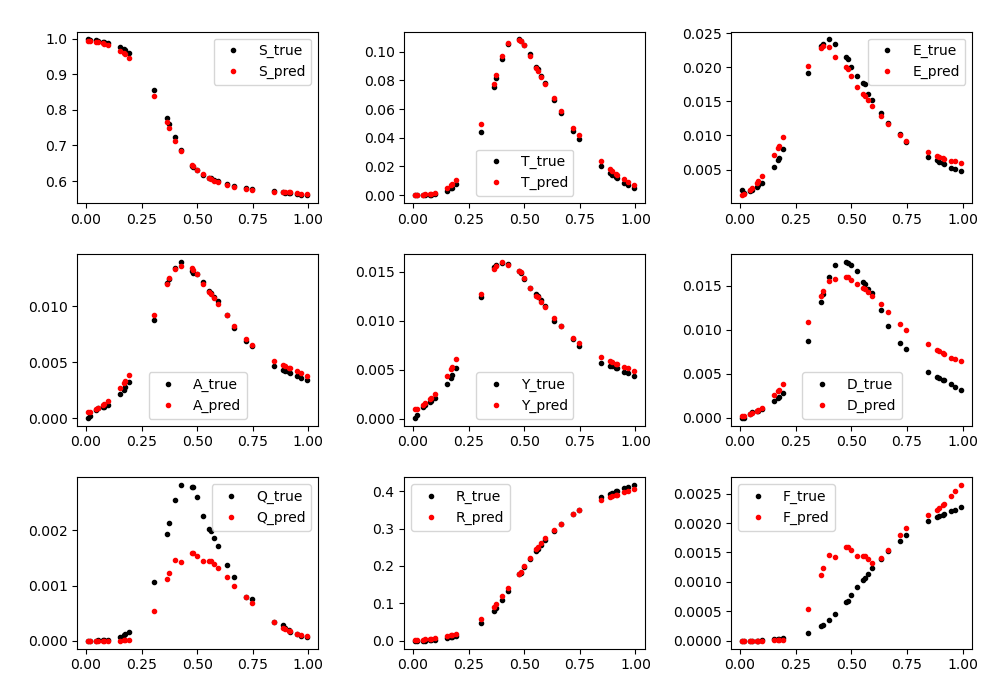 1.0
0.9
0.8
0.7
0.6
0.00 0.25 0.50 0.75 1.00
S_true
S_pred
0.10
0.08
0.06
0.04
0.02
0.00
0.00 0.25 0.50 0.75 1.00
T_true
T_pred
0.025
0.020
0.015
0.010
0.005
0.00 0.25 0.50 0.75 1.00
E_true
E_pred
0.010
0.005
0.000
0.00 0.25 0.50 0.75 1.00
A_true
A_pred
0.015
0.010
0.005
0.000
0.00 0.25 0.50 0.75 1.00
Y_true
Y_pred
0.015
0.010
0.005
0.000
0.00 0.25 0.50 0.75 1.00
D_true
D_pred
0.002
0.001
0.000
0.00 0.25 0.50 0.75 1.00
Q_true
Q_pred
0.4
0.3
0.2
0.1
0.0
0.00 0.25 0.50 0.75 1.00
R_true
R_pred
0.0025
0.0020
0.0015
0.0010
0.0005
0.0000
0.00 0.25 0.50 0.75 1.00
F_true
F_pred